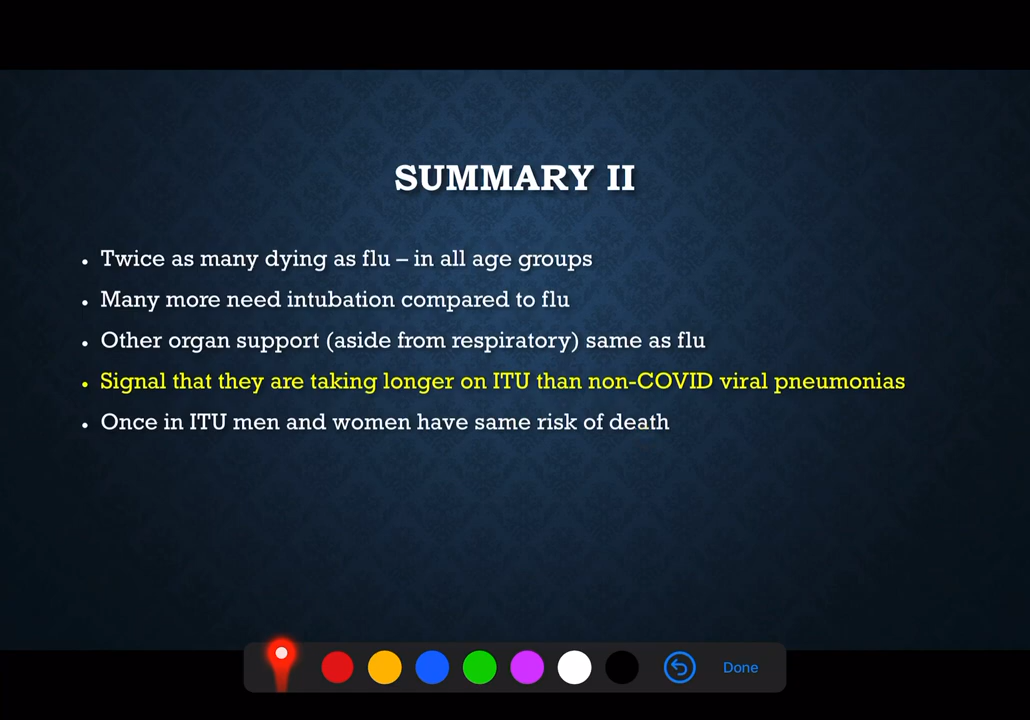 SUMMARY II
• Twice as many dying as flu – in all age groups
• Many more need intubation compared to flu
• Other organ support (aside from respiratory) same as flu
• Signal that they are taking longer on ITU than non-COVID viral pneumonias
• Once in ITU men and women have same risk of death
Done